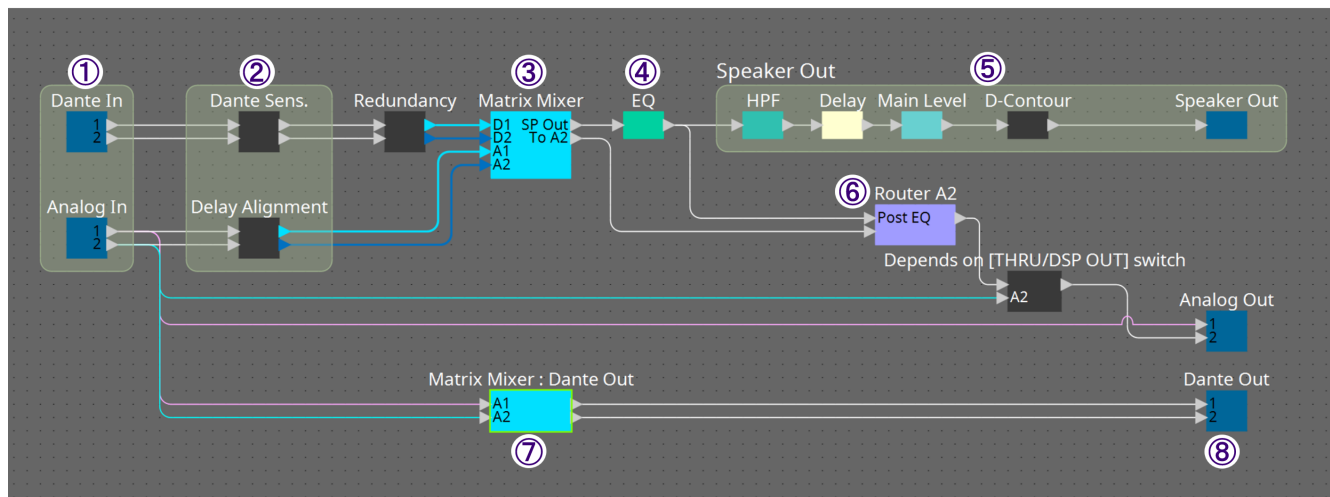 ① ② ③ ④ ⑤
Speaker Out
Dante In Dante Sens. Redundancy Matrix Mixer EQ HPF Delay Main Level D-Contour Speaker Out
1 D1 SP Out
2 D2 To A2
A1
A2
Analog In Delay Alignment
1
2
⑥ Router A2
Post EQ
Depends on [THRU/DSP OUT] switch
A2
Analog Out
1
2
Matrix Mixer : Dante Out Dante Out
A1 1
A2 2
⑦ ⑧